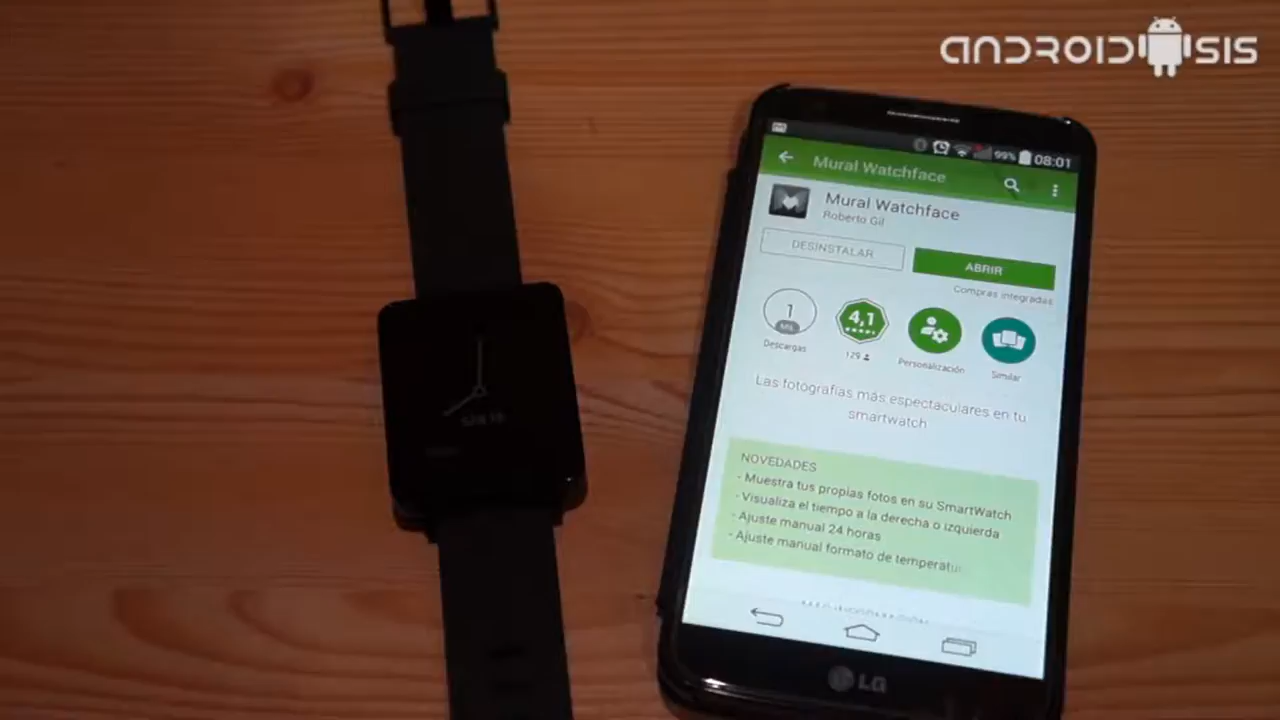 ANDROIDSIS
99% 08:01
Mural Watchface
Mural Watchface
Roberto Gil
DESINSTALAR
ABRIR
Compras integradas
1
MIL
Descargas
4,1
129
Personalización
Similar
Las fotografías más espectaculares en tu
smartwatch
NOVEDADES
- Muestra tus propias fotos en su SmartWatch
- Visualiza el tiempo a la derecha o izquierda
- Ajuste manual 24 horas
- Ajuste manual formato de temperatu
LG